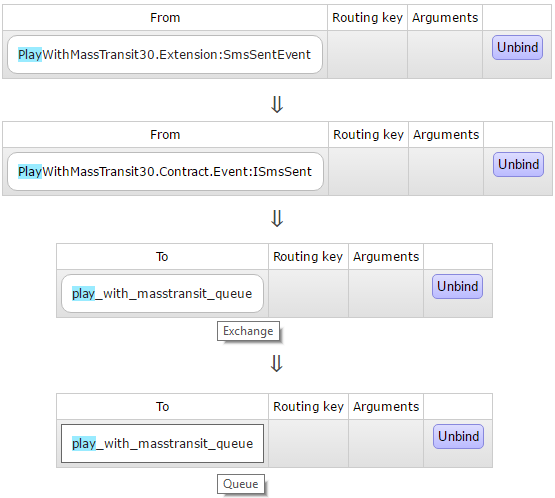 From Routing key Arguments
PlayWithMassTransit30.Extension:SmsSentEvent Unbind
⇓
From Routing key Arguments
PlayWithMassTransit30.Contract.Event:ISmsSent Unbind
⇓
To Routing key Arguments
play_with_masstransit_queue Unbind
Exchange
⇓
To Routing key Arguments
play_with_masstransit_queue Unbind
Queue